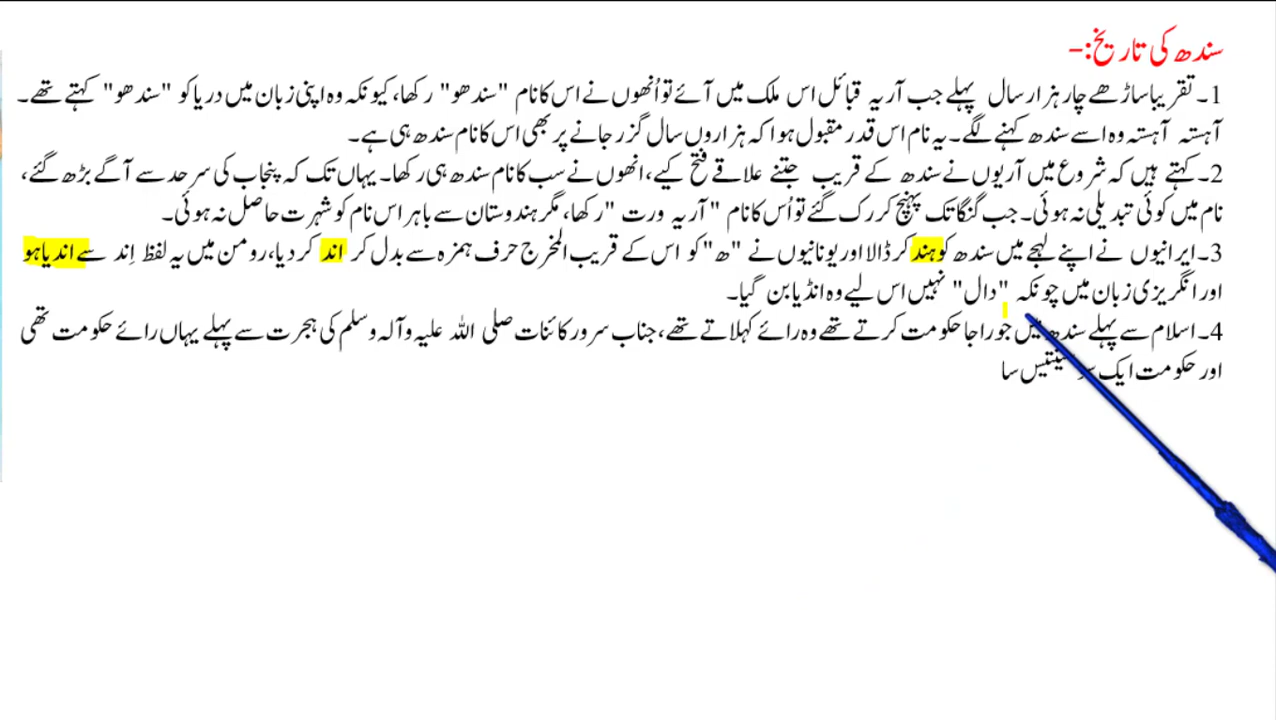 سندھ کی تاریخ:-
1۔ تقریبا ساڑھے چار ہزار سال پہلے جب آریہ قبائل اس ملک میں آئے تو اُنھوں نے اس کا نام "سندھو" رکھا، کیونکہ وہ اپنی زبان میں دریا کو "سندھو" کہتے تھے۔
آہستہ آہستہ وہ اسے سندھ کہنے لگے۔ یہ نام اس قدر مقبول ہوا کہ ہزاروں سال گزر جانے پر بھی اس کا نام سندھ ہی ہے۔
2۔ کہتے ہیں کہ شروع میں آریوں نے سندھ کے قریب جتنے علاقے فتح کیے، انھوں نے سب کا نام سندھ ہی رکھا۔ یہاں تک کہ پنجاب کی سرحد سے آگے بڑھ گئے،
نام میں کوئی تبدیلی نہ ہوئی۔ جب گنگا تک پہنچ کر رک گئے تو اُس کا نام "آریہ ورت" رکھا، مگر ہندوستان سے باہر اس نام کو شہرت حاصل نہ ہوئی۔
3۔ ایرانیوں نے اپنے لہجے میں سندھ کو ہند کر ڈالا اور یونانیوں نے "ھ" کو اس کے قریب المخرج حرف ہمزہ سے بدل کر اند کر دیا، رومن میں یہ لفظ اِند سے اندیا ہو
اور انگریزی زبان میں چونکہ "دال" نہیں اس لیے وہ انڈیا بن گیا۔
4۔ اسلام سے پہلے سندھ میں جو راجا حکومت کرتے تھے وہ رائے کہلاتے تھے، جناب سرور کائنات صلی اللہ علیہ وآلہ وسلم کی ہجرت سے پہلے یہاں رائے حکومت تھی
اور حکومت ایک سو سینتیس سا